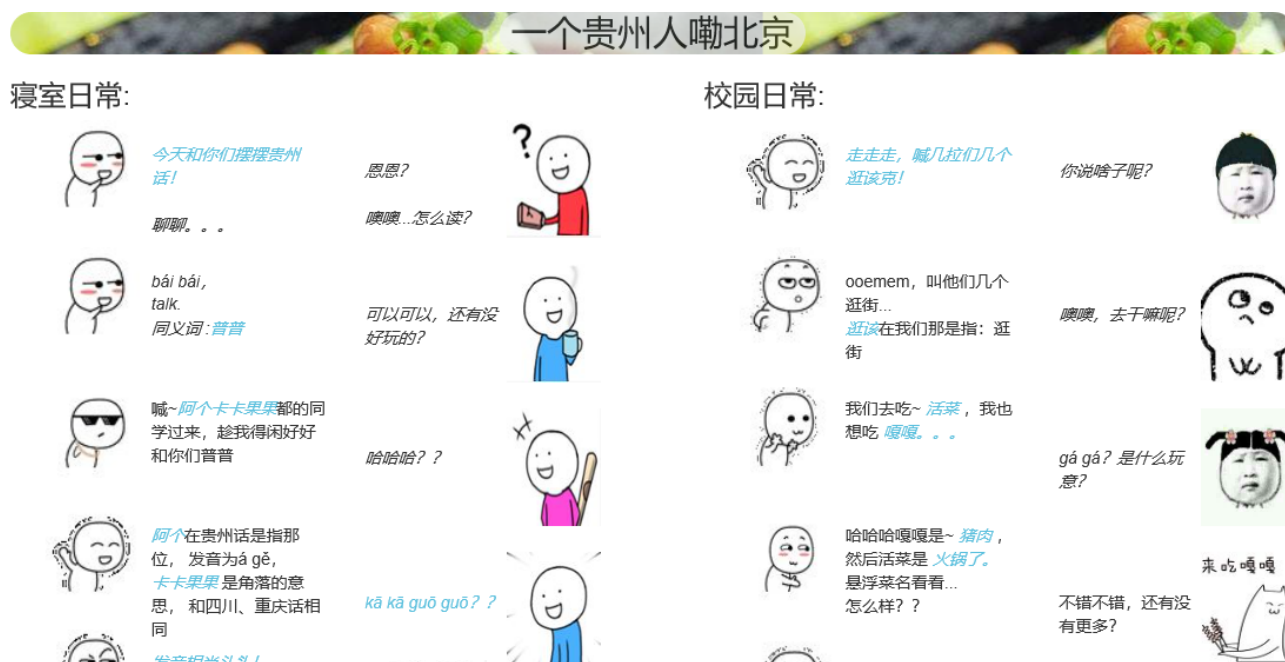 一个贵州人嘞北京
寝室日常:
今天和你们摆摆贵州
话!
聊聊。。。
恩恩?
噢噢...怎么读?
bái bái,
talk.
同义词:普普
可以可以，还有没
好玩的?
喊~阿个卡卡果果都的同
学过来，趁我得闲好好
和你们普普
哈哈哈? ?
阿个在贵州话是指那
位， 发音为á gě,
卡卡果果 是角落的意
思， 和四川、重庆话相
同
kā kā guō guō? ?
校园日常:
走走走，喊几拉们几个
逛该克!
你说啥子呢?
ooemem，叫他们几个
逛街...
逛该在我们那是指：逛
街
噢噢，去干嘛呢?
我们去吃~ 活菜 ，我也
想吃 嘎嘎。。。
gá gá? 是什么玩
意?
哈哈哈嘎嘎是~ 猪肉 ，
然后活菜是 火锅了。
悬浮菜名看看...
怎么样? ?
不错不错，还有没
有更多?
来吃嘎嘎